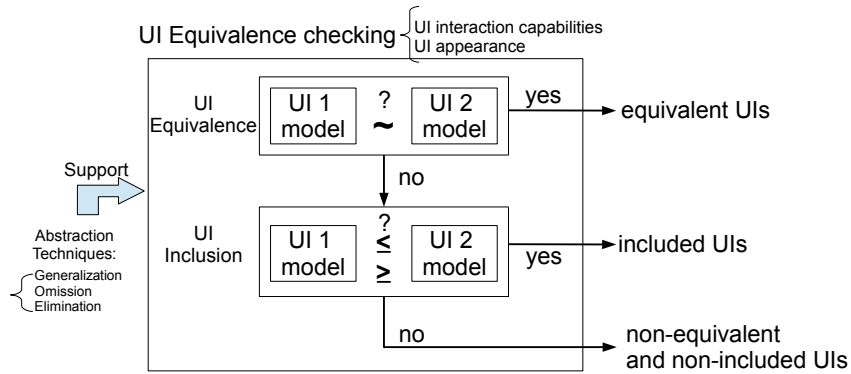 UI Equivalence checking
UI interaction capabilities
UI appearance
UI
Equivalence
UI 1
model
?
~
UI 2
model
yes
equivalent UIs
no
Support
Abstraction
Techniques:
Generalization
Omission
Elimination
UI
Inclusion
UI 1
model
?
≤
≥
UI 2
model
yes
included UIs
no
non-equivalent
and non-included UIs